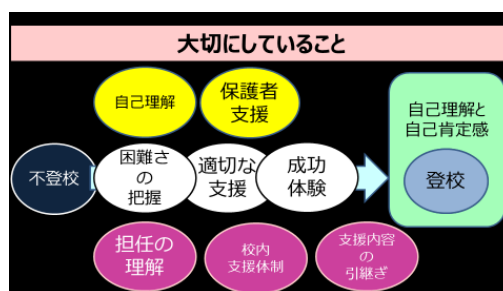 大切にしていること
自己理解
保護者
支援
自己理解と
自己肯定感
不登校
困難さ
の
把握
適切な
支援
成功
体験
登校
担任の
理解
校内
支援体制
支援内容
の
引継ぎ